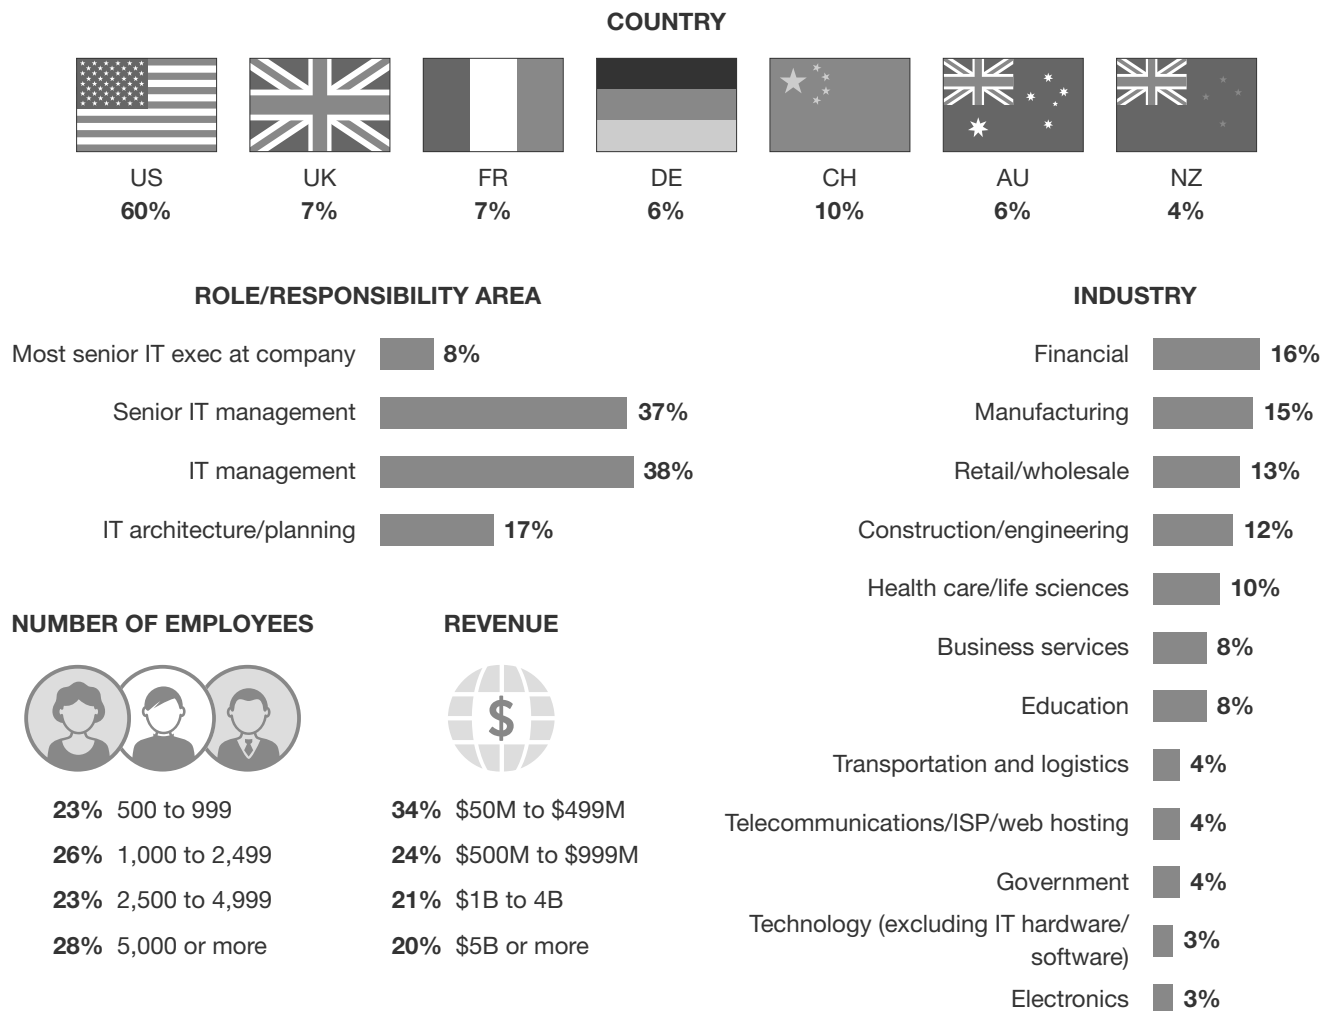 COUNTRY
US
UK
FR
DE
CH
AU
NZ
60%
7%
7%
6%
10%
6%
4%
ROLE/RESPONSIBILITY AREA
Most senior IT exec at company 8%
Senior IT management 37%
IT management 38%
IT architecture/planning 17%
NUMBER OF EMPLOYEES
23% 500 to 999
26% 1,000 to 2,499
23% 2,500 to 4,999
28% 5,000 or more
REVENUE
$
34% $50M to $499M
24% $500M to $999M
21% $1B to 4B
20% $5B or more
INDUSTRY
Financial 16%
Manufacturing 15%
Retail/wholesale 13%
Construction/engineering 12%
Health care/life sciences 10%
Business services 8%
Education 8%
Transportation and logistics 4%
Telecommunications/ISP/web hosting 4%
Government 4%
Technology (excluding IT hardware/
software) 3%
Electronics 3%